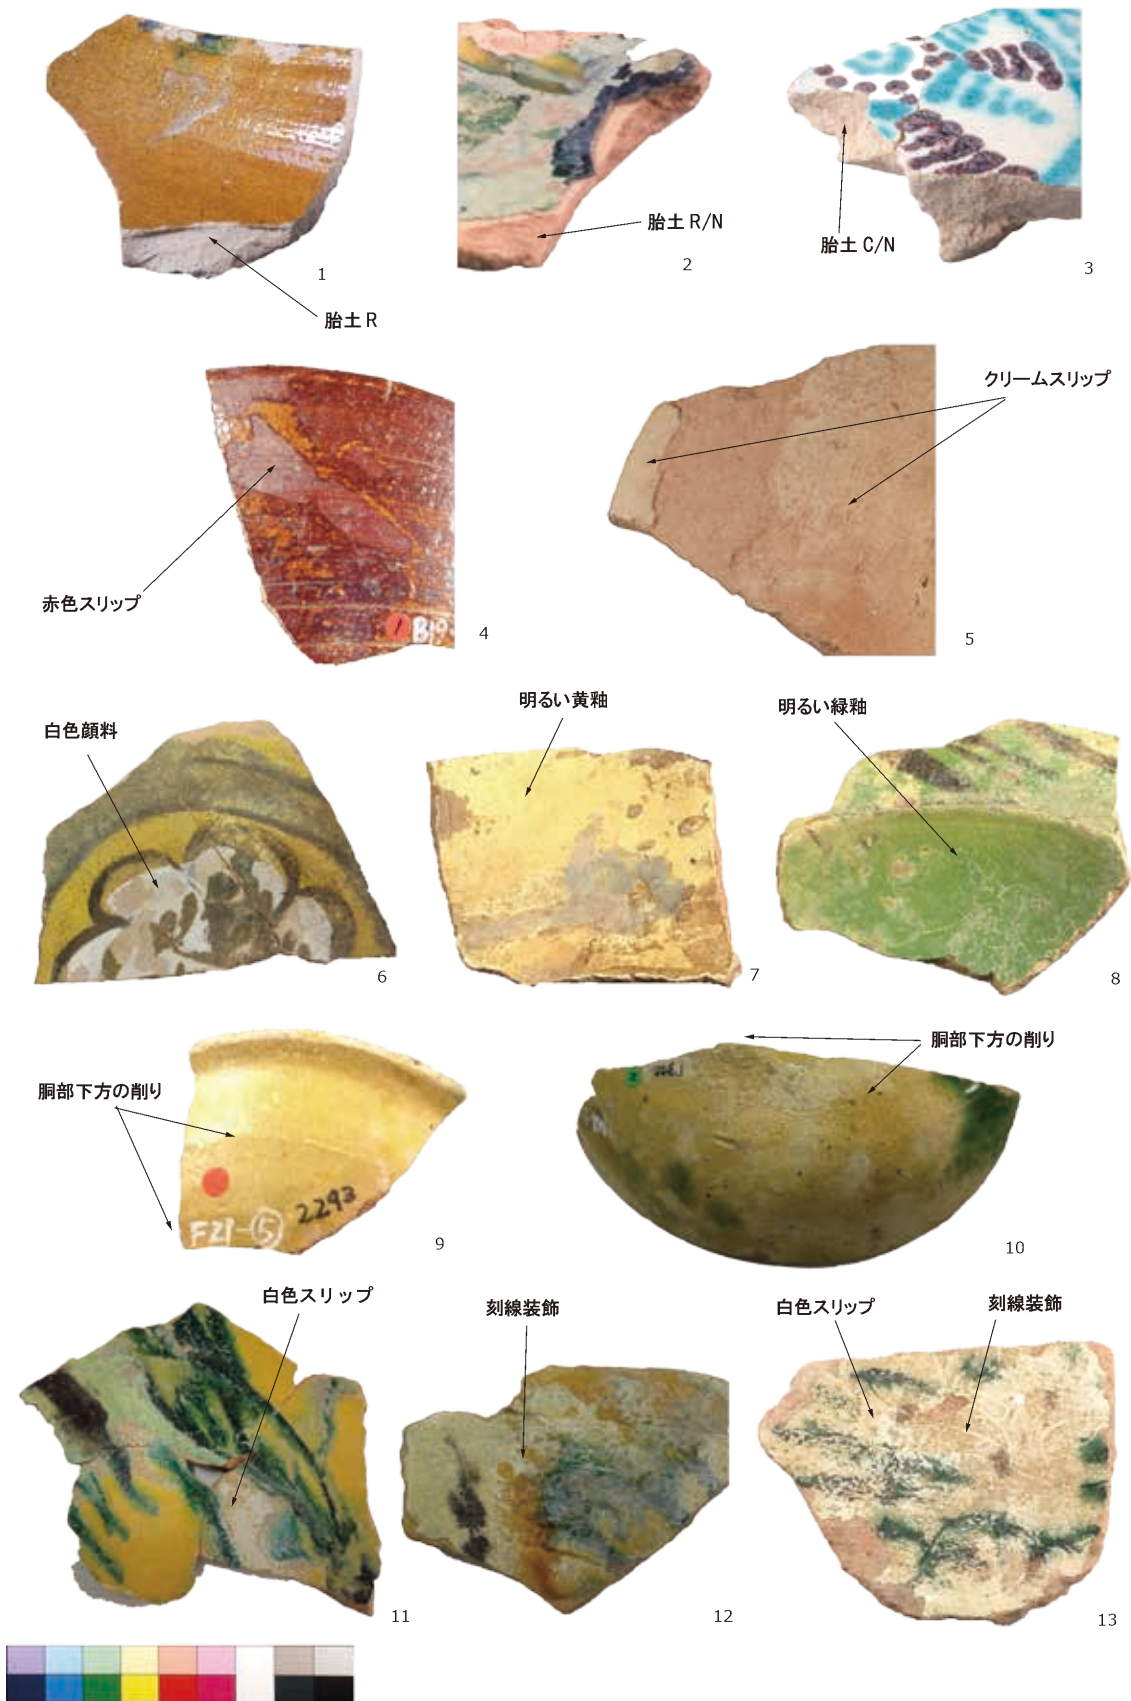 胎土 R/N
胎土 C/N
1
2
3
胎土 R
クリームスリップ
赤色スリップ
B19
4
5
白色顔料
明るい黄釉
明るい緑釉
6
7
8
胴部下方の削り
胴部下方の削り
2293
F21-⑤
9
10
白色スリップ
刻線装飾
白色スリップ
刻線装飾
11
12
13